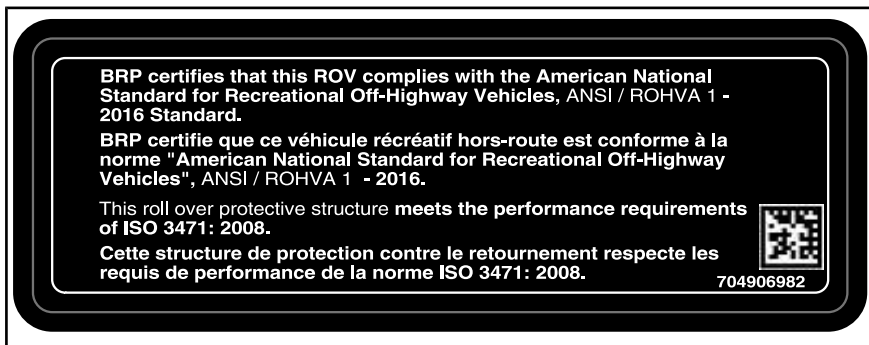 BRP certifies that this ROV complies with the American National
Standard for Recreational Off-Highway Vehicles, ANSI / ROHVA 1 -
2016 Standard.
BRP certifie que ce véhicule récréatif hors-route est conforme à la
norme "American National Standard for Recreational Off-Highway
Vehicles", ANSI / ROHVA 1 - 2016.
This roll over protective structure meets the performance requirements
of ISO 3471: 2008.
Cette structure de protection contre le retournement respecte les
requis de performance de la norme ISO 3471: 2008.
704906982